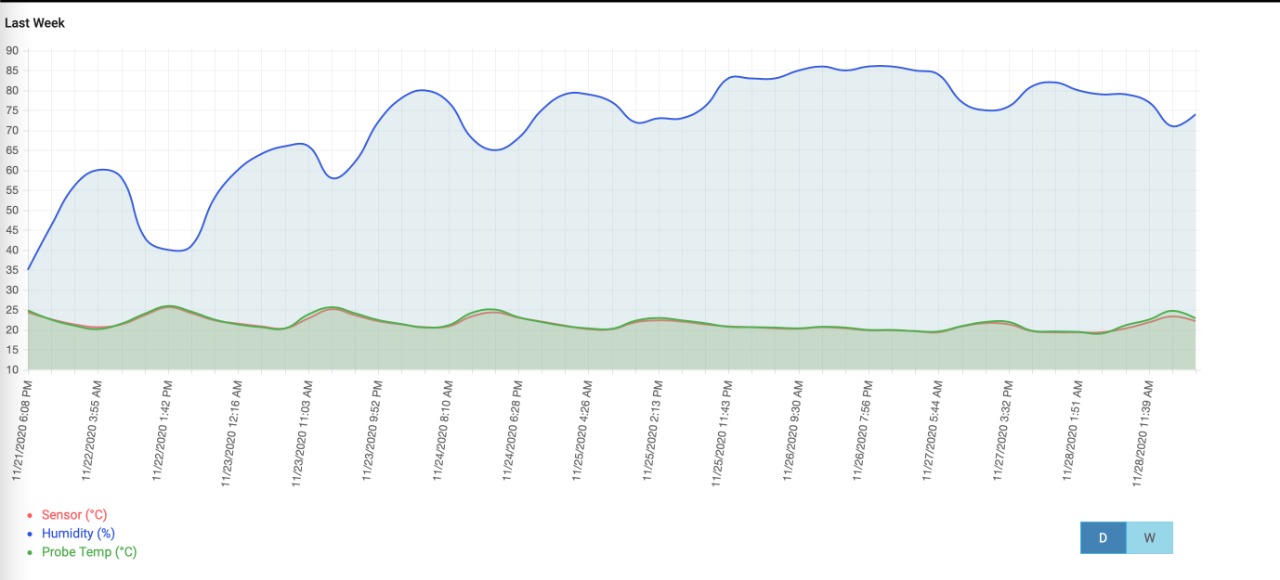 Last Week
90
85
80
75
70
65
60
55
50
45
40
35
30
25
20
15
10
11/21/2020 6:08 PM
11/22/2020 3:55 AM
11/22/2020 1:42 PM
11/23/2020 12:16 AM
11/23/2020 11:03 AM
11/23/2020 9:52 PM
11/24/2020 8:10 AM
11/24/2020 6:28 PM
11/25/2020 4:26 AM
11/25/2020 2:13 PM
11/25/2020 11:43 PM
11/26/2020 9:30 AM
11/26/2020 7:56 PM
11/27/2020 5:44 AM
11/27/2020 3:32 PM
11/28/2020 1:51 AM
11/28/2020 11:39 AM
• Sensor (°C)
• Humidity (%)
• Probe Temp (°C)
D W